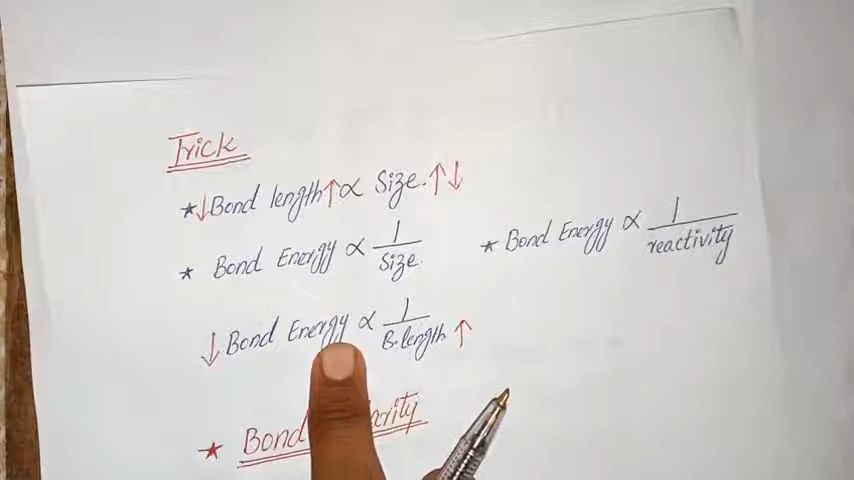 Trick
* ↓Bond length↑ ∝ Size.↑↓
* Bond Energy ∝ 1/Size.
* Bond Energy ∝ 1/reactivity
↓Bond Energy ∝ 1/B.length ↑
* Bond